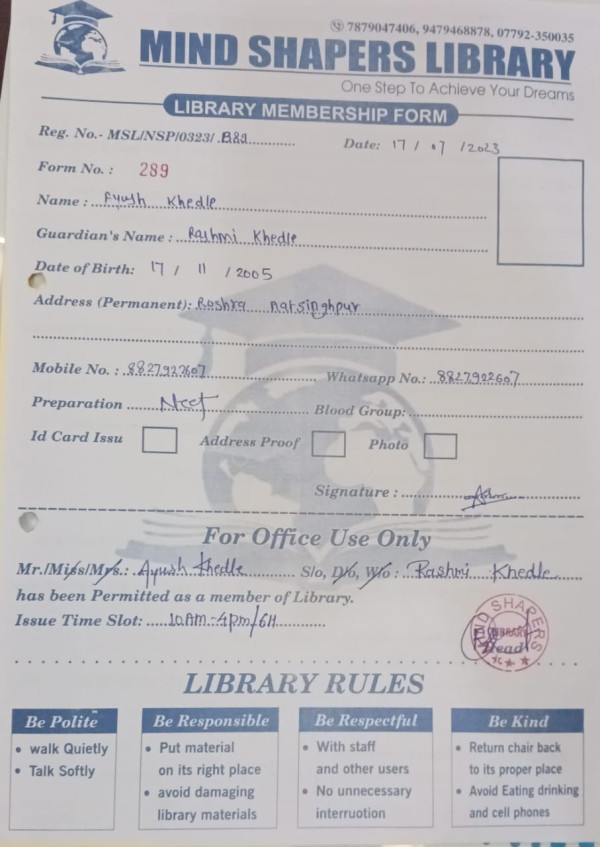 7879047406, 9479468878, 07792-350035
MIND SHAPERS LIBRARY
One Step To Achieve Your Dreams
LIBRARY MEMBERSHIP FORM
Reg. No.- MSL/NSP/0323/ B89
Date: 17 / 07 / 2023
Form No. : 289
Name : Ayush Khedle
Guardian's Name : Rashmi Khedle
Date of Birth: 17 / 11 / 2005
Address (Permanent): narsinghpur
Mobile No. : 8827922607 Whatsapp No.: 8827922607
Preparation Neet Blood Group:
Id Card Issu Address Proof Photo
Signature :
For Office Use Only
Mr./Miss/Mrs.: Ayush Khedle S/o, D/o, W/o : Rashmi Khedle
has been Permitted as a member of Library.
Issue Time Slot: 10AM-4pm/6H
MIND SHAPERS
LIBRARY
Head
LIBRARY RULES
Be Polite
• walk Quietly
• Talk Softly
Be Responsible
• Put material
on its right place
• avoid damaging
library materials
Be Respectful
• With staff
and other users
• No unnecessary
interruotion
Be Kind
• Return chair back
to its proper place
• Avoid Eating drinking
and cell phones